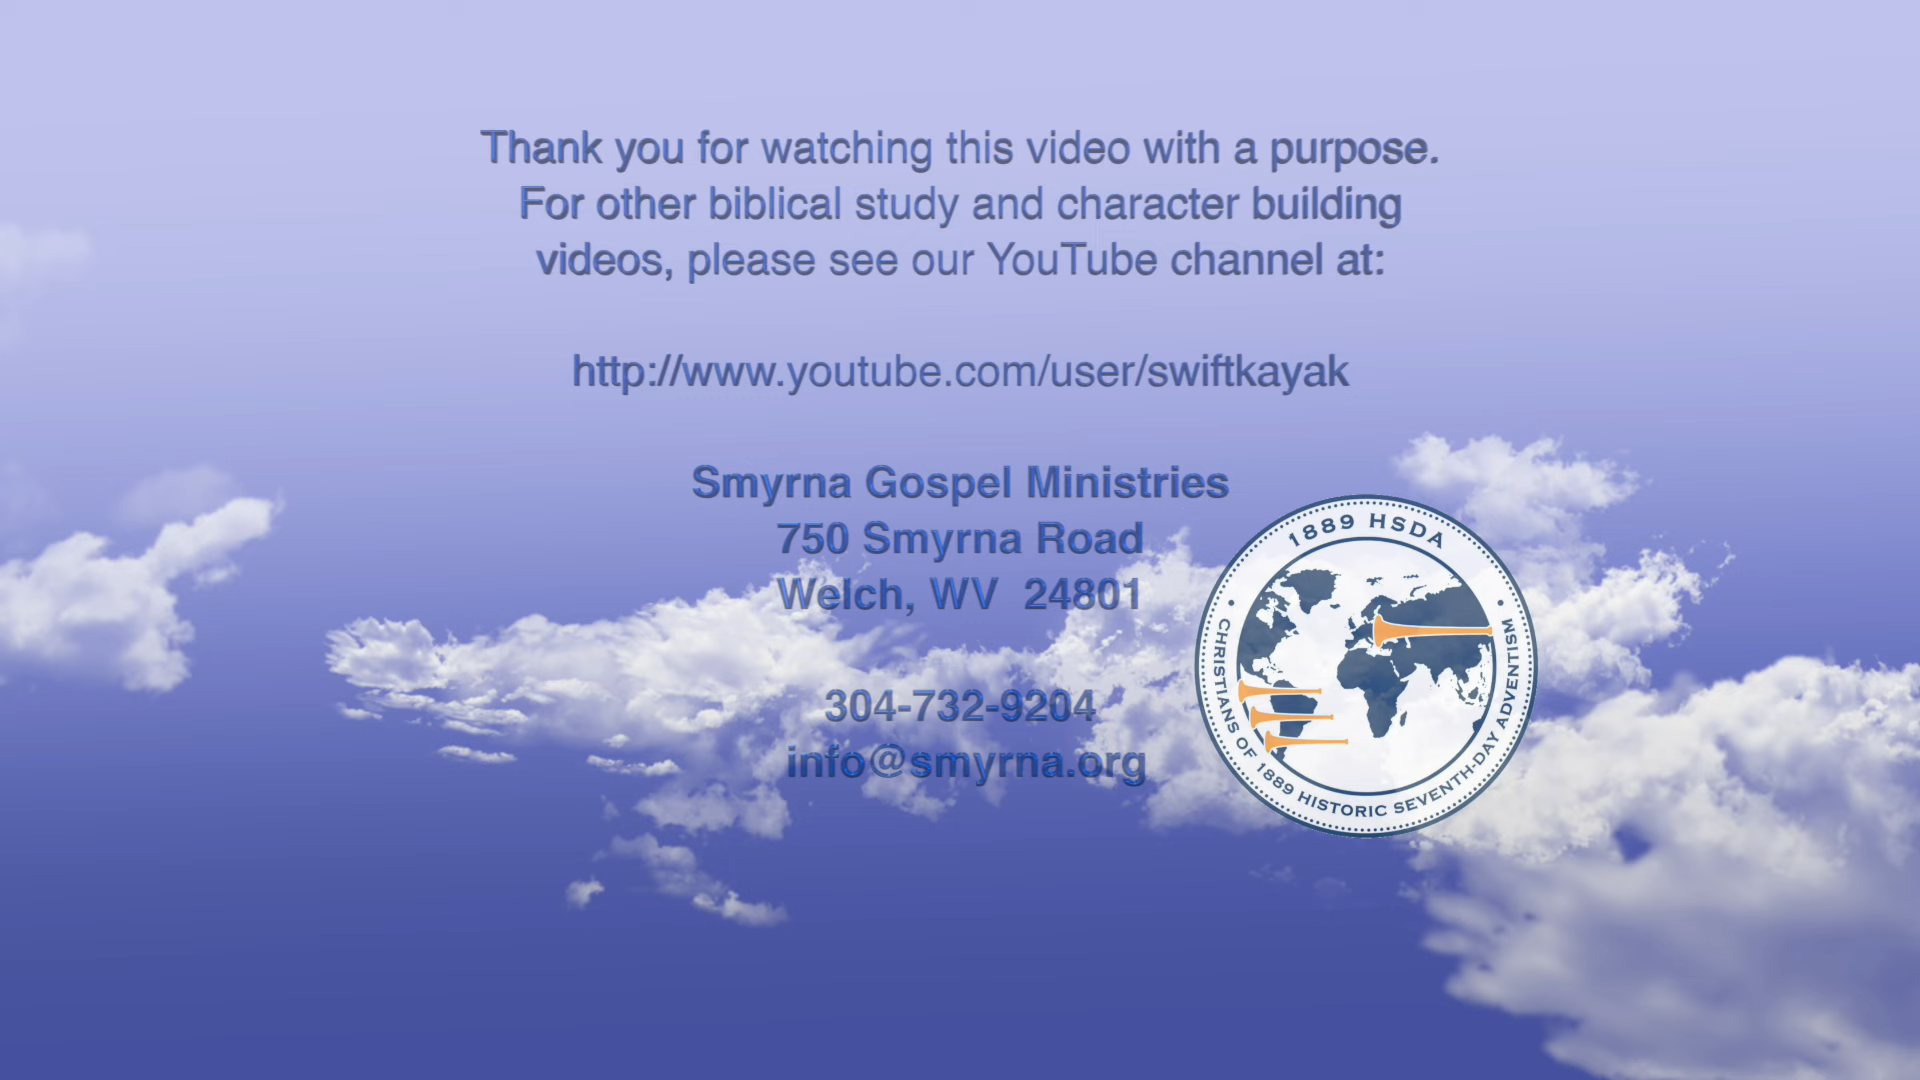 Thank you for watching this video with a purpose.
For other biblical study and character building
videos, please see our YouTube channel at:
http://www.youtube.com/user/swiftkayak
Smyrna Gospel Ministries
750 Smyrna Road
Welch, WV  24801
304-732-9204
info@smyrna.org
1889 HSDA
• CHRISTIANS OF 1889 HISTORIC SEVENTH-DAY ADVENTISM •